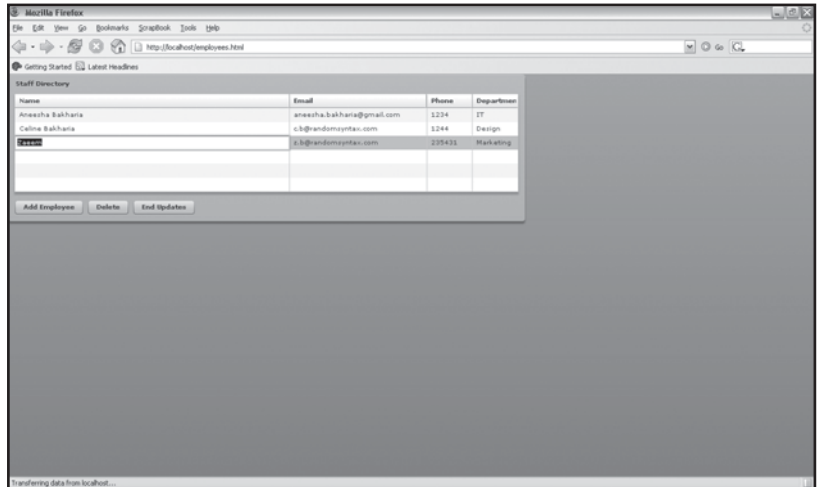 Mozilla Firefox
File Edit View Go Bookmarks ScrapBook Tools Help
http://localhost/employees.html Go
Getting Started Latest Headlines
Staff Directory
Name Email Phone Departmen
Aneesha Bakharia aneesha.bakharia@gmail.com 1234 IT
Celine Bakharia c.b@randomsyntax.com 1244 Design
z.b@randomsyntax.com 235431 Marketing
Add Employee Delete End Updates
Transferring data from localhost...